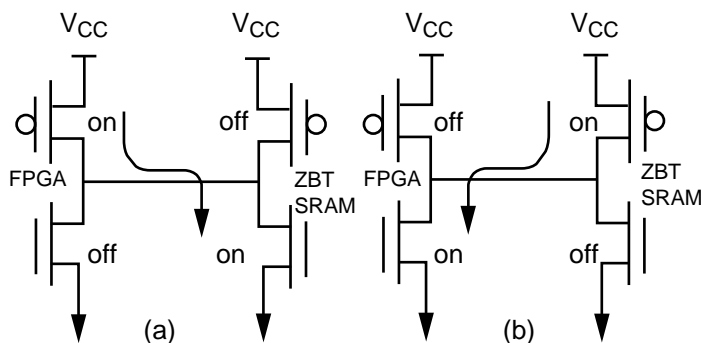 VCC VCC VCC VCC
on off off on
FPGA ZBT SRAM FPGA ZBT SRAM
off on on off
(a) (b)